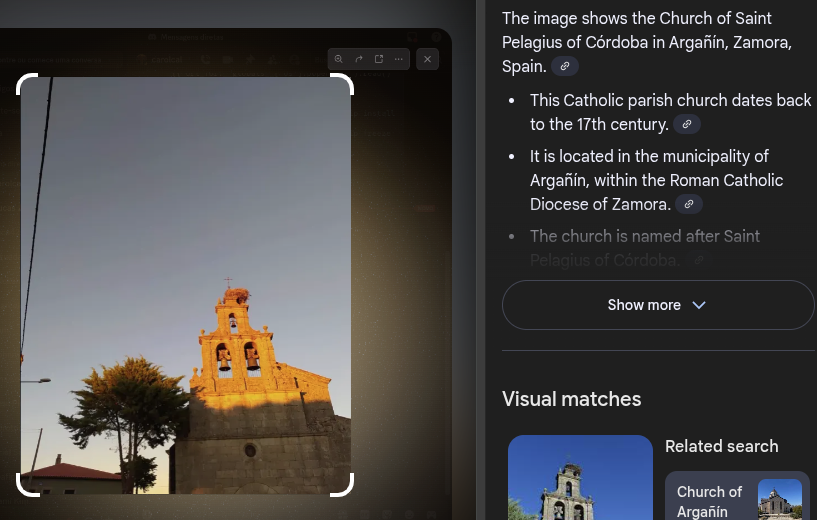 The image shows the Church of Saint
Pelagius of Córdoba in Argañín, Zamora,
Spain.
• This Catholic parish church dates back
to the 17th century.
• It is located in the municipality of
Argañín, within the Roman Catholic
Diocese of Zamora.
• The church is named after Saint
Pelagius of Córdoba.
Show more
Visual matches
Related search
Church of
Argañín